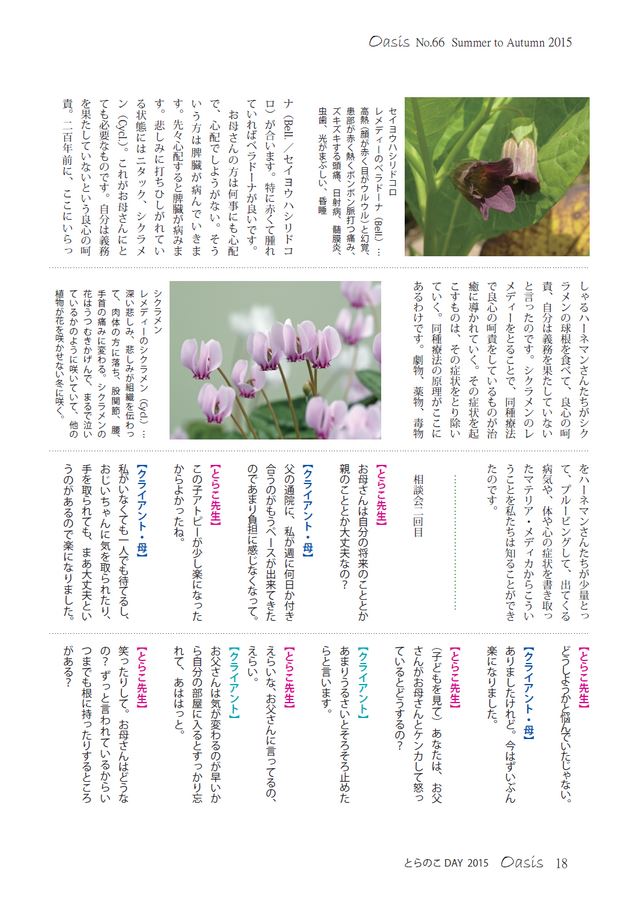 Oasis No.66 Summer to Autumn 2015
ナ（Bell.／セイヨウハシリドコ
ロ）が合います。特に赤くて腫れ
ていればベラドーナが良いです。
お母さんの方は何事にも心配
で、心配でしようがない。そう
いう方は脾臓が病んでいきま
す。先々心配すると脾臓が病みま
す。悲しみに打ちひしがれてい
る状態にはニタック、シクラメ
ン（Cycl.）。これがお母さんにと
ても必要なものです。自分は義務
を果たしていないという良心の呵
責。二百年前に、ここにいらっ
セイヨウハシリドコロ
レメディーのベラドーナ（Bell.）…
高熱（顔が赤く目がウルウル）と幻覚、
患部が赤く熱くボンボン脈打つ痛み、
ズキズキする頭痛、日射病、髄膜炎、
虫歯、光がまぶしい、昏睡
しゃるハーネマンさんたちがシク
ラメンの球根を食べて、良心の呵
責、自分は義務を果たしていない
と言ったのです。シクラメンのレ
メディーをとることで、同種療法
で良心の呵責をしているものが治
癒に導かれていく。その症状を起
こすものは、その症状をとり除い
ていく。同種療法の原理がここに
あるわけです。劇物、薬物、毒物
シクラメン
レメディーのシクラメン（Cycl.）…
深い悲しみ、悲しみが組織を伝わっ
て、肉体の方に落ち、股関節、腰、
手首の痛みに変わる。シクラメンの
花はうつむきかげんで、まるで泣い
ているかのように咲いていて、他の
植物が花を咲かせない冬に咲く。
をハーネマンさんたちが少量とっ
て、プルービングして、出てくる
病気や、体や心の症状を書き取っ
たマテリア・メディカからこうい
うことを私たちは知ることができ
たのです。
相談会二回目
【とらこ先生】
お母さんは自分の将来のこととか
親のこととか大丈夫なの？
【クライアント・母】
父の通院に、私が週に何日か付き
合うのがもうペースが出来てきた
のであまり負担に感じなくなって。
【とらこ先生】
この子アトピーが少し楽になった
からよかったね。
【クライアント・母】
私がいなくても一人でも待てるし、
おじいちゃんに気を取られたり、
手を取られても、まあ大丈夫とい
うのがあるので楽になりました。
【とらこ先生】
どうしようかと悩んでいたじゃない。
【クライアント・母】
ありましたけれど。今はずいぶん
楽になりました。
【とらこ先生】
（子どもを見て）あなたは、お父
さんがお母さんとケンカして怒っ
ているとどうするの？
【クライアント】
あまりうるさいとそろそろ止めた
らと言います。
【とらこ先生】
えらいな、お父さんに言ってるの、
えらい。
【クライアント】
お父さんは気が変わるのが早いか
ら自分の部屋に入るとすっかり忘
れて、あははっと。
【とらこ先生】
笑ったりして。お母さんはどうな
の？ずっと言われているからい
つまでも根に持ったりするところ
がある？
とらのこDAY 2015 Oasis 18